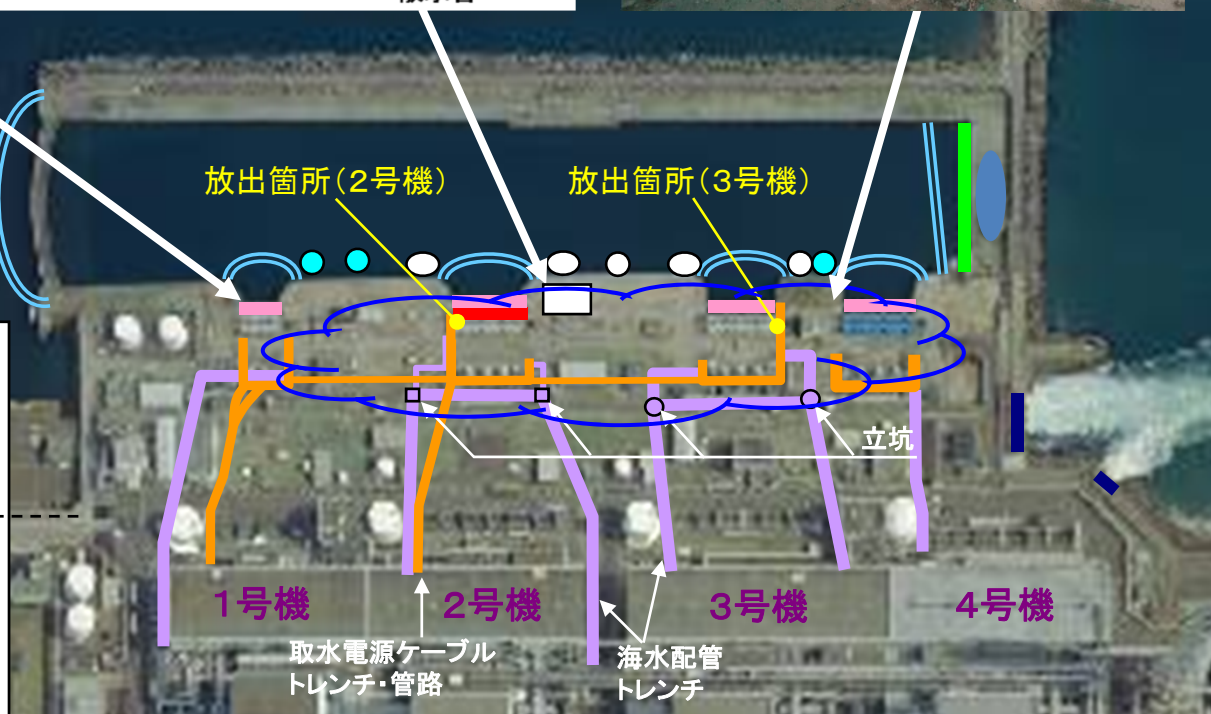 放出箇所(2号機)
放出箇所(3号機)
立坑
1号機
2号機
3号機
4号機
取水電源ケーブル
トレンチ・管路
海水配管
トレンチ